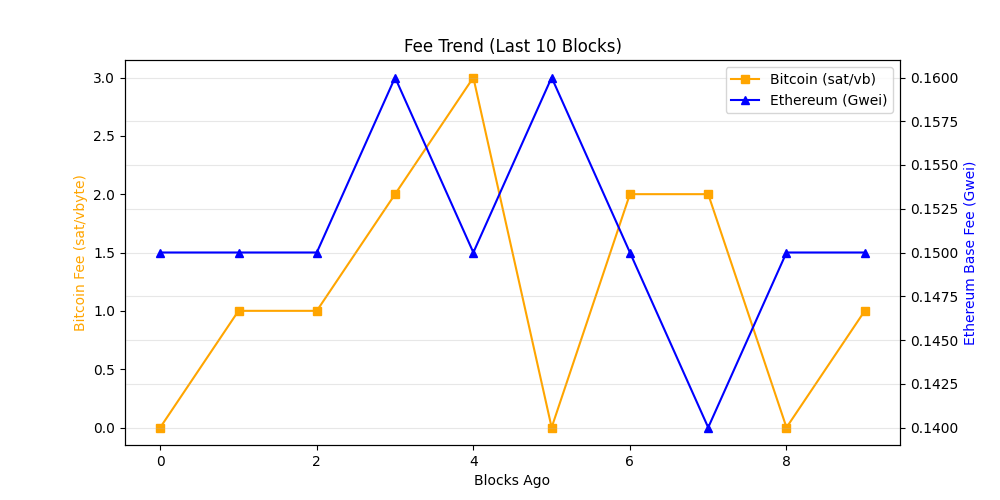 Fee Trend (Last 10 Blocks)
Bitcoin (sat/vb)
Ethereum (Gwei)
Bitcoin Fee (sat/vbyte)
3.0
2.5
2.0
1.5
1.0
0.5
0.0
0.1600
0.1575
0.1550
0.1525
0.1500
0.1475
0.1450
0.1425
0.1400
Ethereum Base Fee (Gwei)
0 2 4 6 8
Blocks Ago